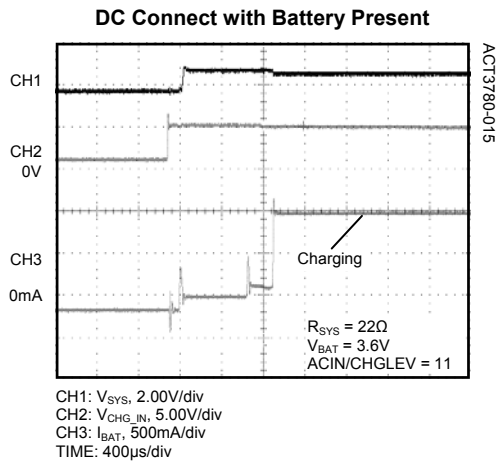 DC Connect with Battery Present
ACT3780-015
CH1
CH2
0V
CH3
0mA
Charging
RSYS = 22Ω
VBAT = 3.6V
ACIN/CHGLEV = 11
CH1: VSYS, 2.00V/div
CH2: VCHG_IN, 5.00V/div
CH3: IBAT, 500mA/div
TIME: 400µs/div